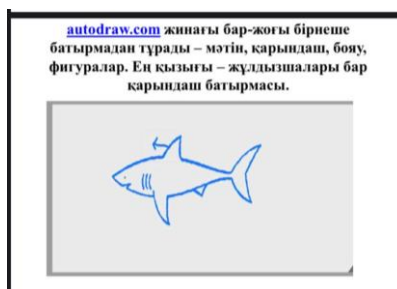 autodraw.com жинағы бар-жоғы бірнеше
батырмадан тұрады – мәтін, қарындаш, бояу,
фигуралар. Ең қызығы – жұлдызшалары бар
қарындаш батырмасы.